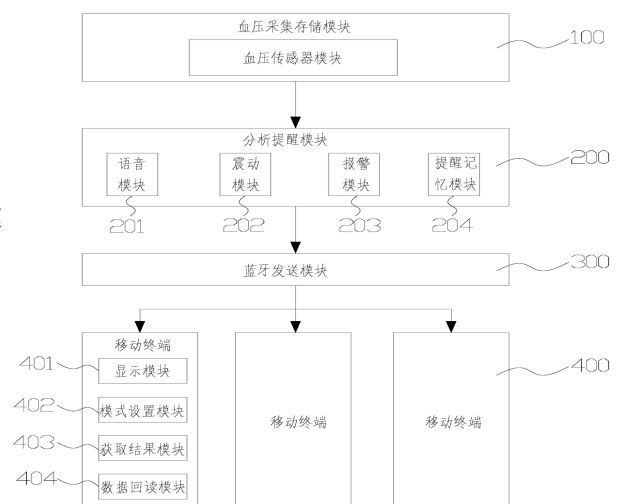 血压采集存储模块
100
血压传感器模块
分析提醒模块
200
语音
模块
震动
模块
报警
模块
提醒记
忆模块
201
202
203
204
蓝牙发送模块
300
移动终端
401
显示模块
402
模式设置模块
403
获取结果模块
404
数据回读模块
移动终端
移动终端
400